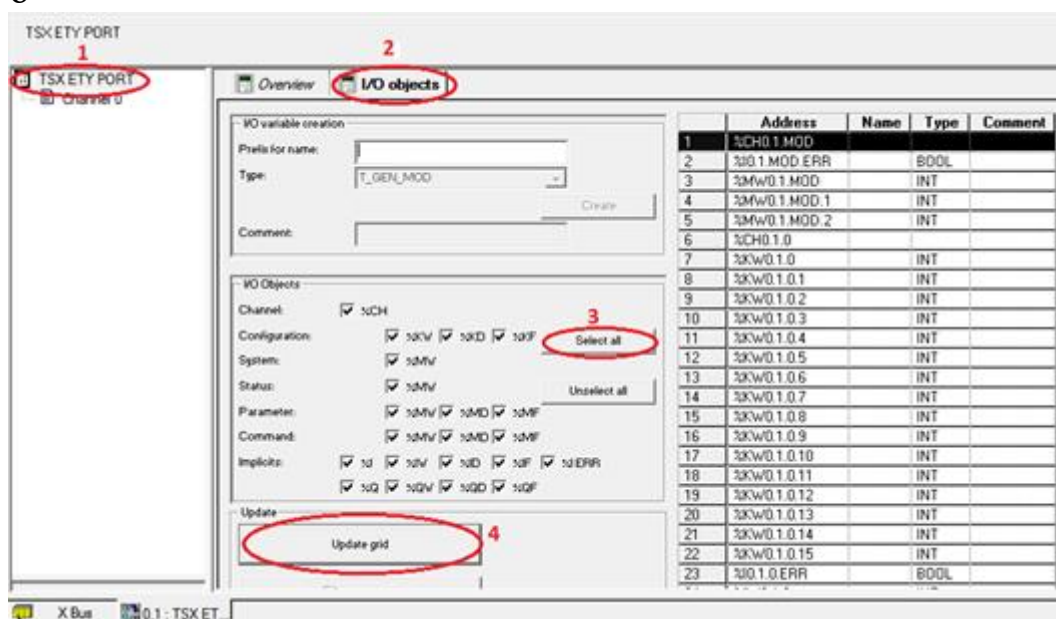 TSX ETY PORT
1
2
TSX ETY PORT
Channel 0
Overview
I/O objects
I/O variable creation
Prefix for name:
Type:
T_GEN_MOD
Create
Comment:
I/O Objects
Channel: %CH
3
Configuration: %KW %KD %KF
Select all
System: %MW
Status: %MW
Unselect all
Parameter: %MW %MD %MF
Command: %MW %MD %MF
Implicits: %I %IW %ID %IF %I ERR
%Q %QW %QD %QF
Update
Update grid
4
Address Name Type Comment
1 %CH0.1.MOD
2 %I0.1.MOD.ERR BOOL
3 %MW0.1.MOD INT
4 %MW0.1.MOD.1 INT
5 %MW0.1.MOD.2 INT
6 %CH0.1.0
7 %KW0.1.0 INT
8 %KW0.1.0.1 INT
9 %KW0.1.0.2 INT
10 %KW0.1.0.3 INT
11 %KW0.1.0.4 INT
12 %KW0.1.0.5 INT
13 %KW0.1.0.6 INT
14 %KW0.1.0.7 INT
15 %KW0.1.0.8 INT
16 %KW0.1.0.9 INT
17 %KW0.1.0.10 INT
18 %KW0.1.0.11 INT
19 %KW0.1.0.12 INT
20 %KW0.1.0.13 INT
21 %KW0.1.0.14 INT
22 %KW0.1.0.15 INT
23 %I0.1.0.ERR BOOL
X Bus
0.1 : TSX ET...